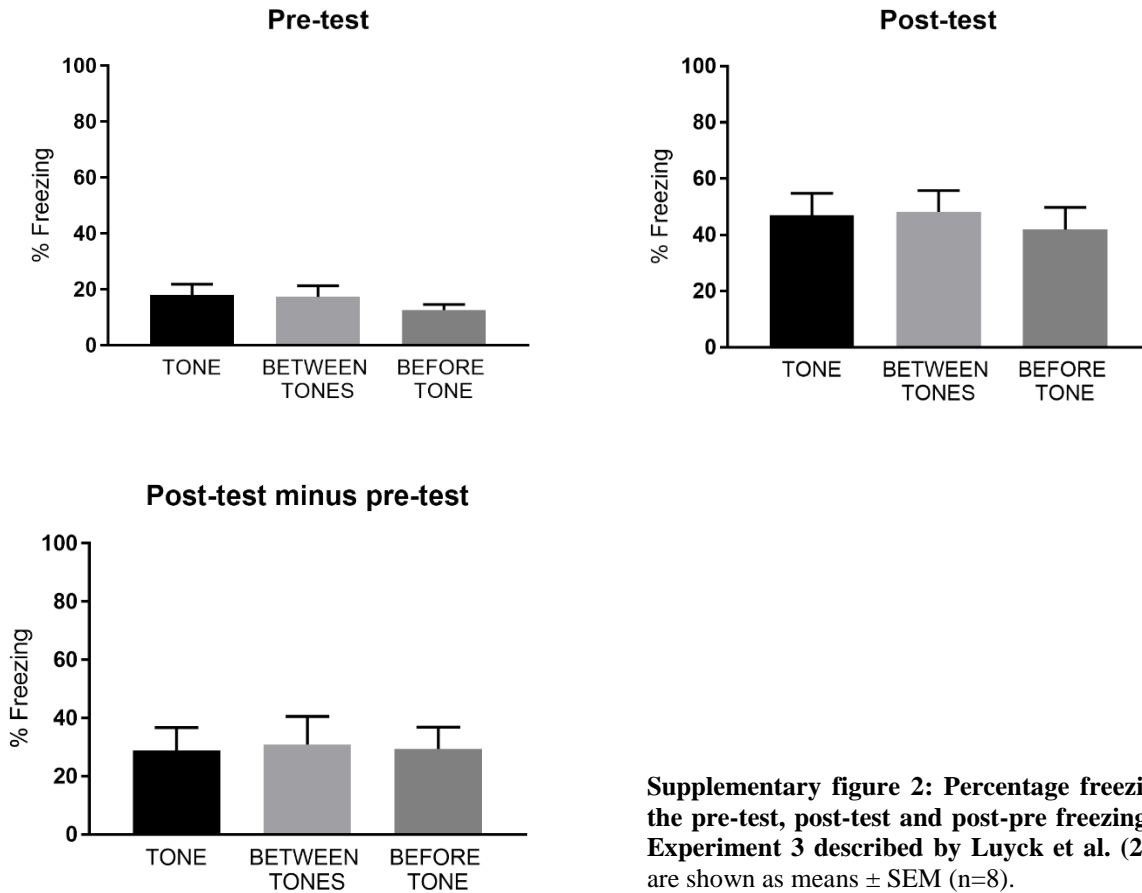 Pre-test
100
80
60
40
20
0
% Freezing
TONE
BETWEEN TONES
BEFORE TONE
Post-test
100
80
60
40
20
0
% Freezing
TONE
BETWEEN TONES
BEFORE TONE
Post-test minus pre-test
100
80
60
40
20
0
% Freezing
TONE
BETWEEN TONES
BEFORE TONE
Supplementary figure 2: Percentage
the pre-test, post-test and post-pre freezing
Experiment 3 described by Luyck et al.
are shown as means ± SEM (n=8).